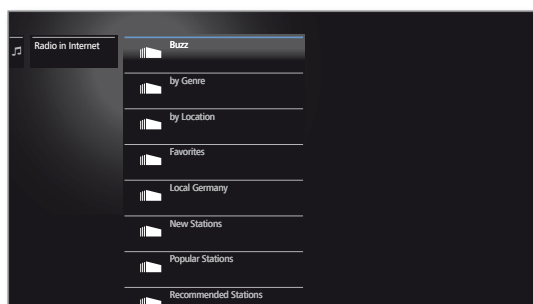 Radio in Internet
Buzz
by Genre
by Location
Favorites
Local Germany
New Stations
Popular Stations
Recommended Stations